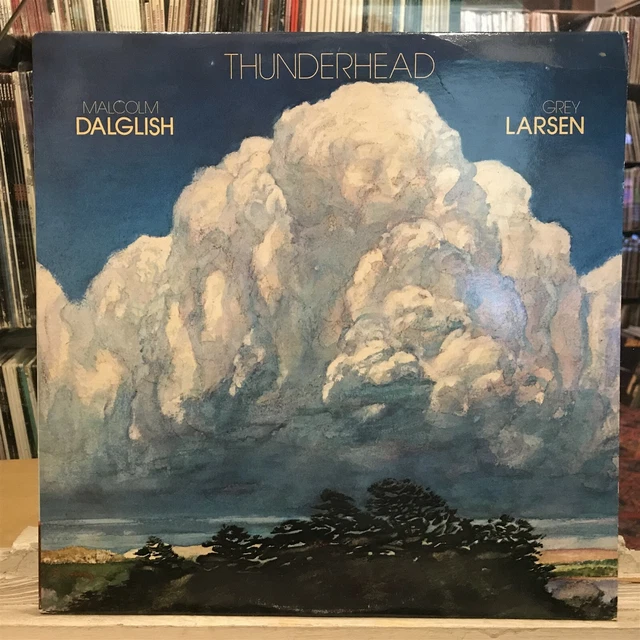 THUNDERHEAD
MALCOLM
DALGLISH
GREY
LARSEN